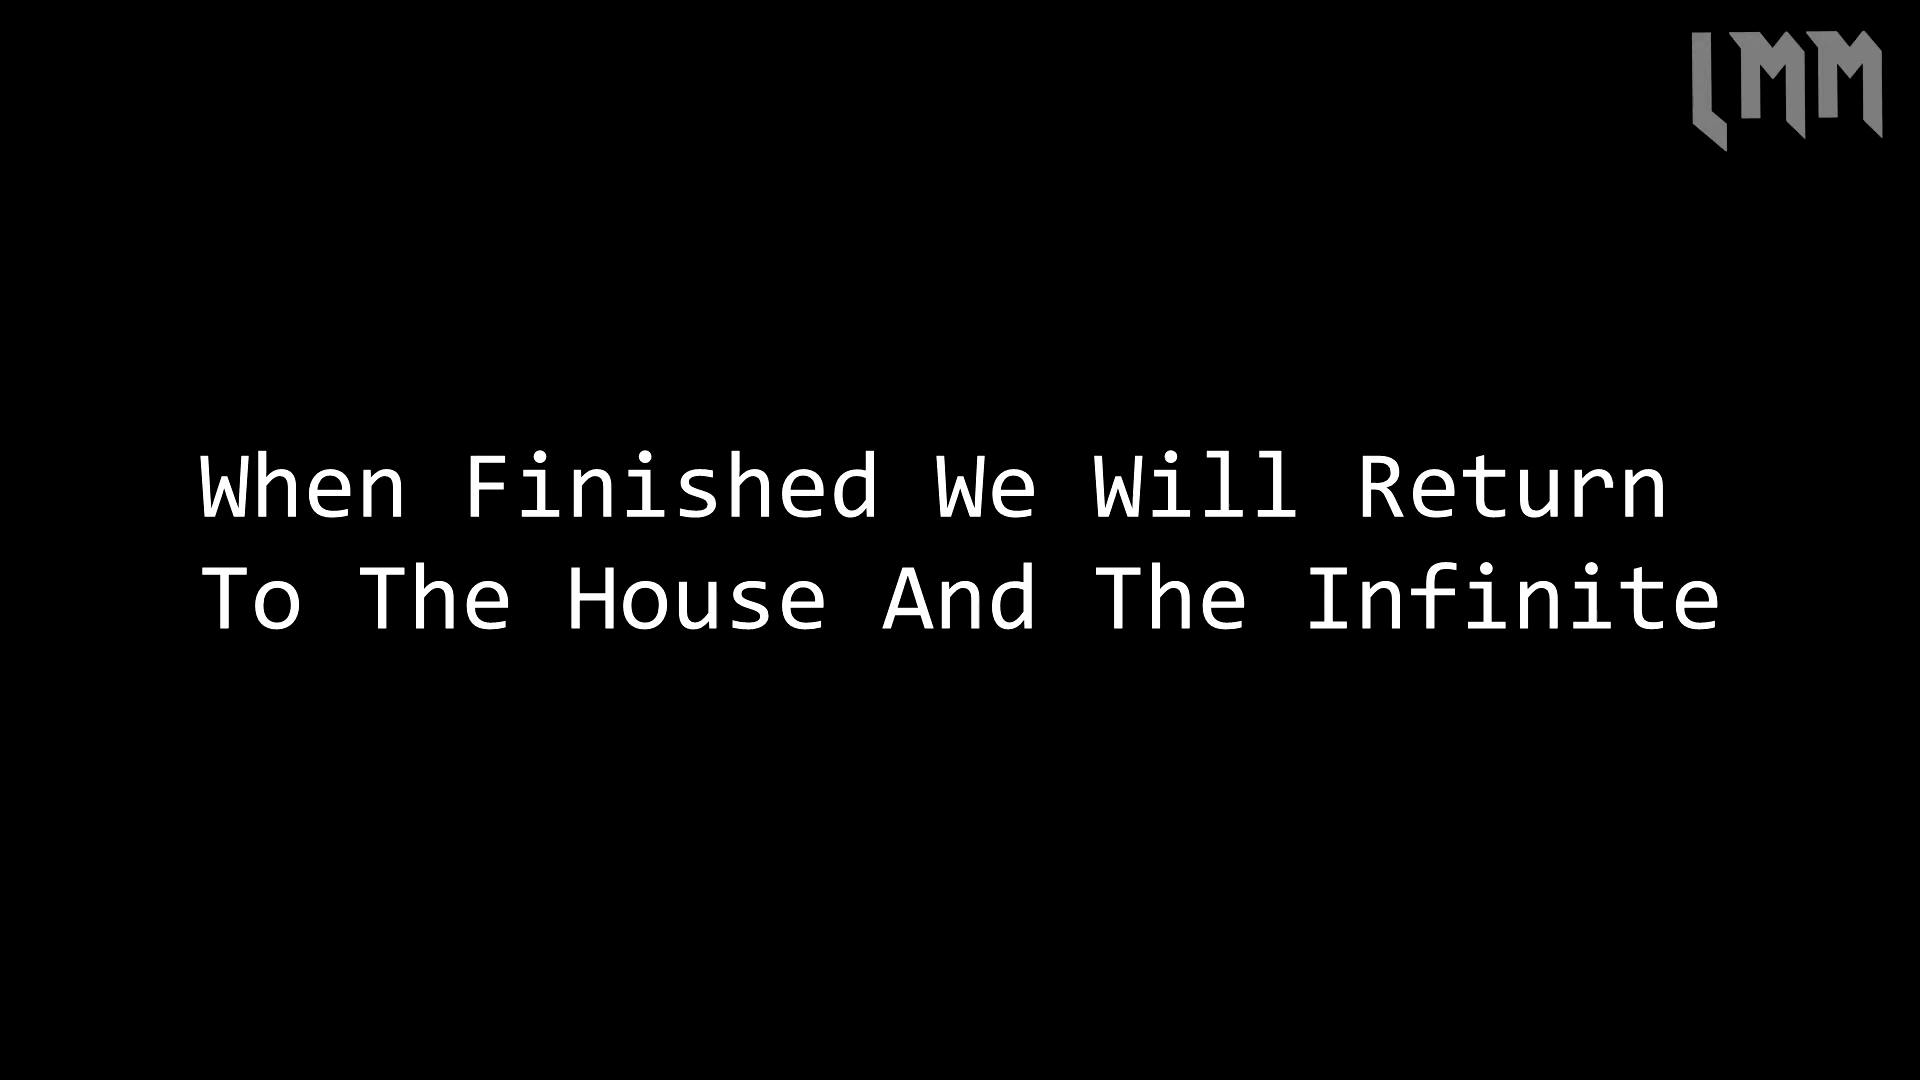 LMM
When Finished We Will Return
To The House And The Infinite